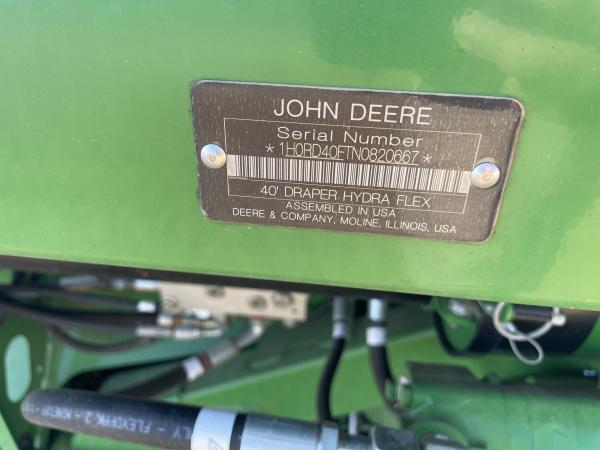 JOHN DEERE
Serial Number
*1H0RD40FTN0820667*
40' DRAPER HYDRA FLEX
ASSEMBLED IN USA
DEERE & COMPANY, MOLINE, ILLINOIS, USA